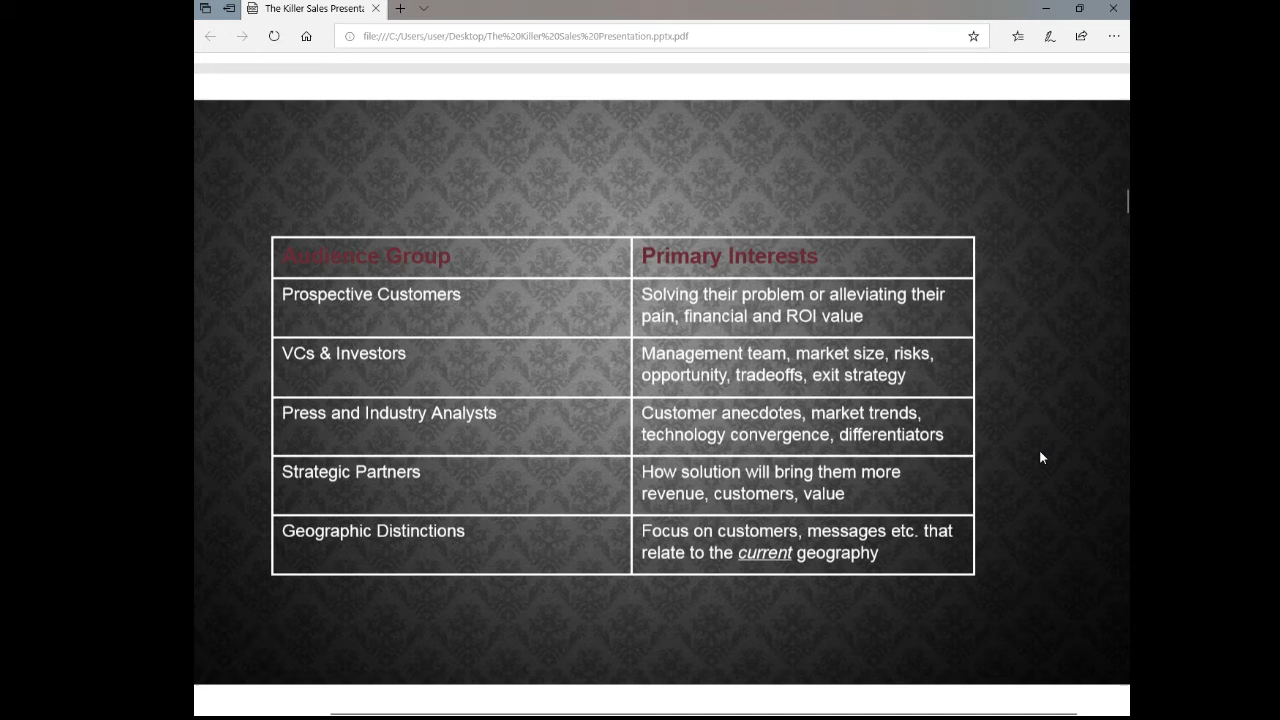 The Killer Sales Presenta
file:///C:/Users/user/Desktop/The%20Killer%20Sales%20Presentation.pptx.pdf
Audience Group
Primary Interests
Prospective Customers
Solving their problem or alleviating their
pain, financial and ROI value
VCs & Investors
Management team, market size, risks,
opportunity, tradeoffs, exit strategy
Press and Industry Analysts
Customer anecdotes, market trends,
technology convergence, differentiators
Strategic Partners
How solution will bring them more
revenue, customers, value
Geographic Distinctions
Focus on customers, messages etc. that
relate to the current geography